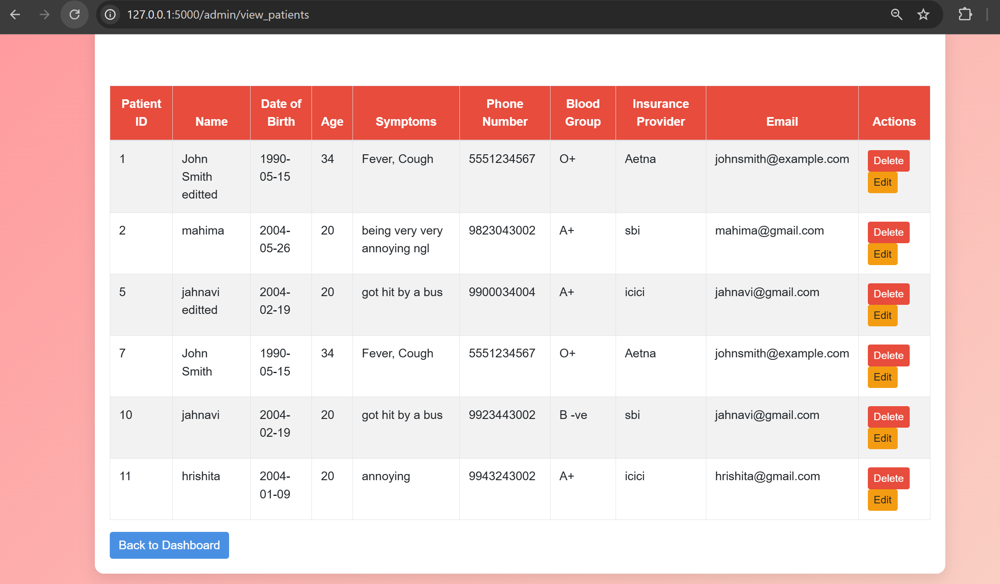 127.0.0.1:5000/admin/view_patients
Patient ID Name Date of Birth Age Symptoms Phone Number Blood Group Insurance Provider Email Actions
1 John Smith editted 1990-05-15 34 Fever, Cough 5551234567 O+ Aetna johnsmith@example.com Delete Edit
2 mahima 2004-05-26 20 being very very annoying ngl 9823043002 A+ sbi mahima@gmail.com Delete Edit
5 jahnavi editted 2004-02-19 20 got hit by a bus 9900034004 A+ icici jahnavi@gmail.com Delete Edit
7 John Smith 1990-05-15 34 Fever, Cough 5551234567 O+ Aetna johnsmith@example.com Delete Edit
10 jahnavi 2004-02-19 20 got hit by a bus 9923443002 B -ve sbi jahnavi@gmail.com Delete Edit
11 hrishita 2004-01-09 20 annoying 9943243002 A+ icici hrishita@gmail.com Delete Edit
Back to Dashboard